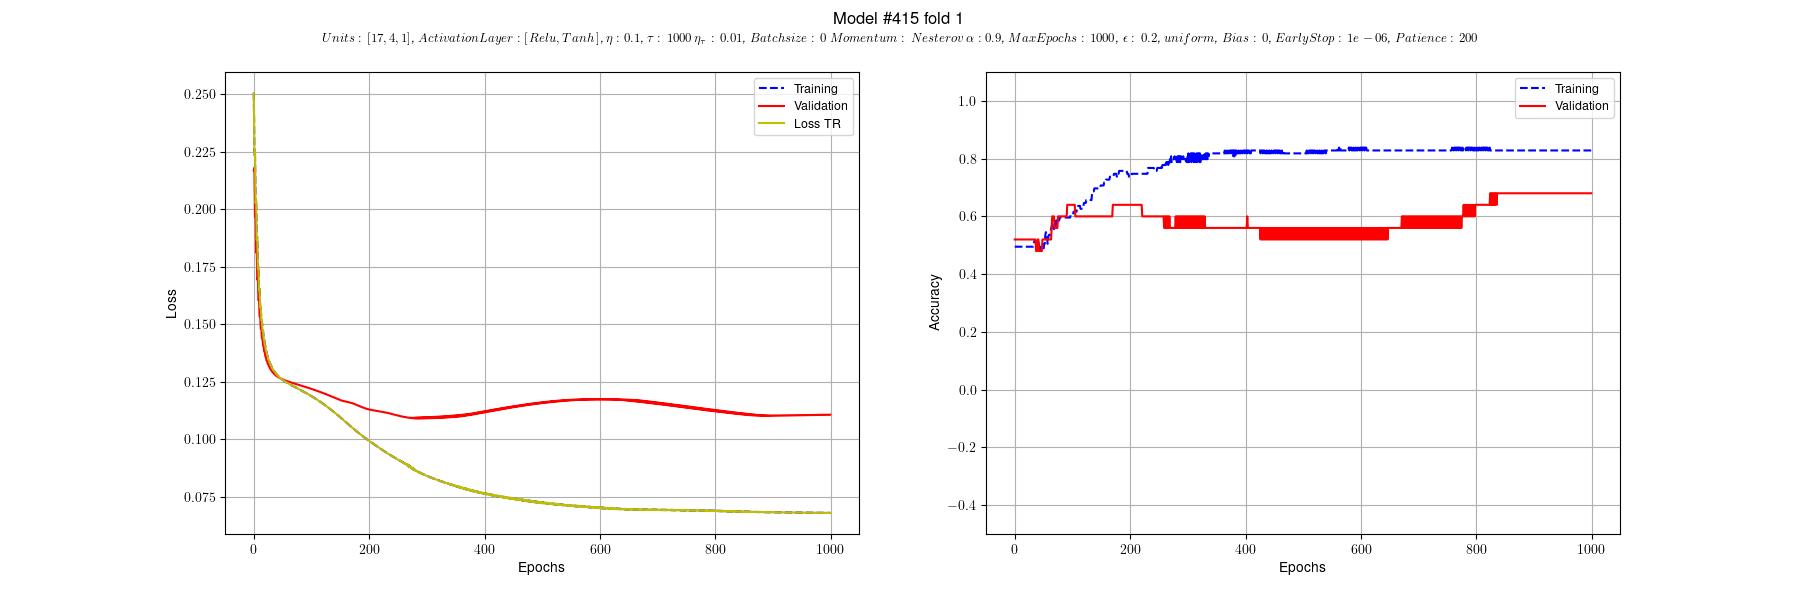 Model #415 fold 1
Units : [17, 4, 1], ActivationLayer : [Relu, Tanh], η : 0.1, τ : 1000 ητ : 0.01, Batchsize : 0 Momentum : Nesterov α : 0.9, MaxEpochs : 1000, ϵ : 0.2, uniform, Bias : 0, EarlyStop : 1e − 06, Patience : 200
Training
Validation
Loss TR
0.250
0.225
0.200
0.175
0.150
0.125
0.100
0.075
Loss
0 200 400 600 800 1000
Epochs
Training
Validation
1.0
0.8
0.6
0.4
0.2
0.0
−0.2
−0.4
Accuracy
0 200 400 600 800 1000
Epochs